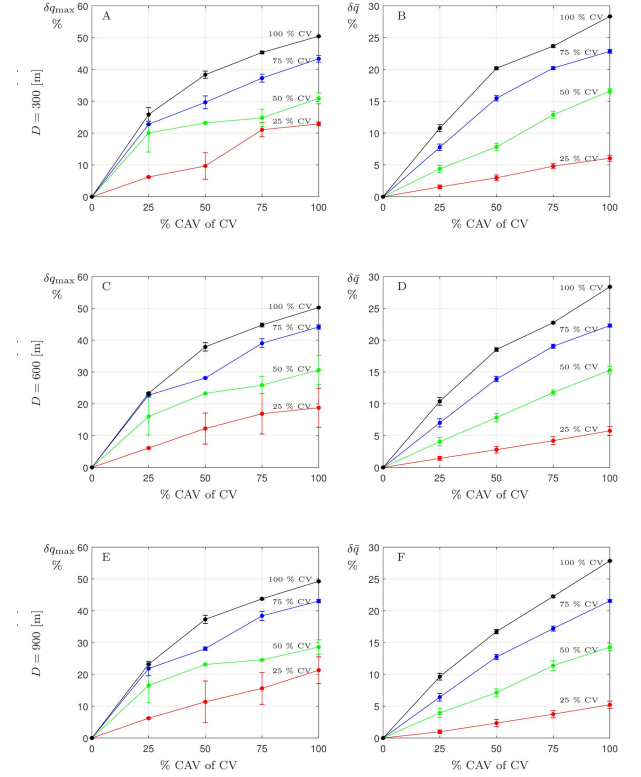 δq_max
%
A
60
50
40
30
20
10
0
100 % CV
75 % CV
50 % CV
25 % CV
0 25 50 75 100
% CAV of CV
D = 300 [m]
δq̄
%
B
30
25
20
15
10
5
0
100 % CV
75 % CV
50 % CV
25 % CV
0 25 50 75 100
% CAV of CV
δq_max
%
C
60
50
40
30
20
10
0
100 % CV
75 % CV
50 % CV
25 % CV
0 25 50 75 100
% CAV of CV
D = 600 [m]
δq̄
%
D
30
25
20
15
10
5
0
100 % CV
75 % CV
50 % CV
25 % CV
0 25 50 75 100
% CAV of CV
δq_max
%
E
60
50
40
30
20
10
0
100 % CV
75 % CV
50 % CV
25 % CV
0 25 50 75 100
% CAV of CV
D = 900 [m]
δq̄
%
F
30
25
20
15
10
5
0
100 % CV
75 % CV
50 % CV
25 % CV
0 25 50 75 100
% CAV of CV